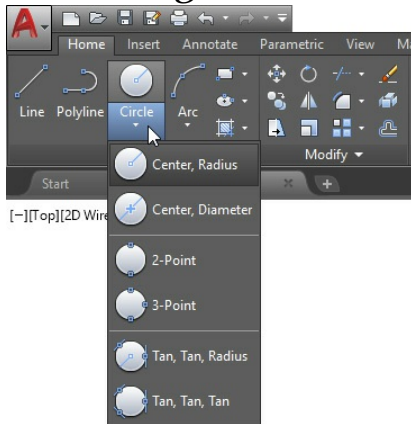 A
Home Insert Annotate Parametric View
Line Polyline Circle Arc
Modify
Start
Center, Radius
[−][Top][2D Wire
Center, Diameter
2-Point
3-Point
Tan, Tan, Radius
Tan, Tan, Tan